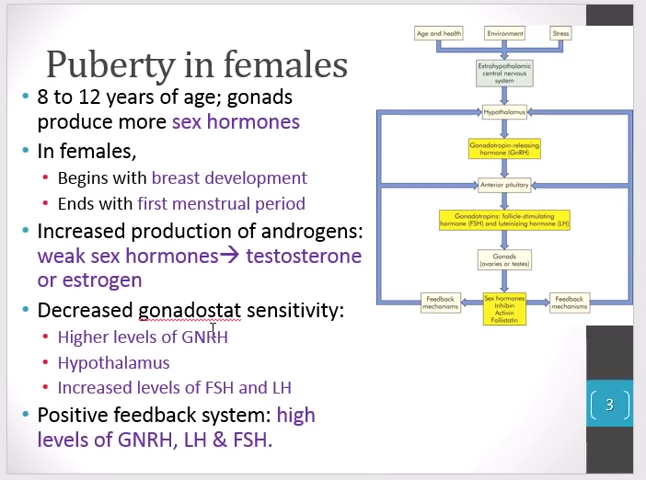 Puberty in females
8 to 12 years of age; gonads
produce more sex hormones
In females,
Begins with breast development
Ends with first menstrual period
Increased production of androgens:
weak sex hormones→ testosterone
or estrogen
Decreased gonadostat sensitivity:
Higher levels of GNRH
Hypothalamus
Increased levels of FSH and LH
Positive feedback system: high
levels of GNRH, LH & FSH.
Age and health
Environment
Stress
Extrahypothalamic
central nervous
system
Hypothalamus
Gonadotropin-releasing
hormone (GnRH)
Anterior pituitary
Gonadotropins: follicle-stimulating
hormone (FSH) and luteinizing hormone (LH)
Gonads
(ovaries or testes)
Feedback
mechanisms
Sex hormones
Inhibin
Activin
Follistatin
Feedback
mechanisms
3